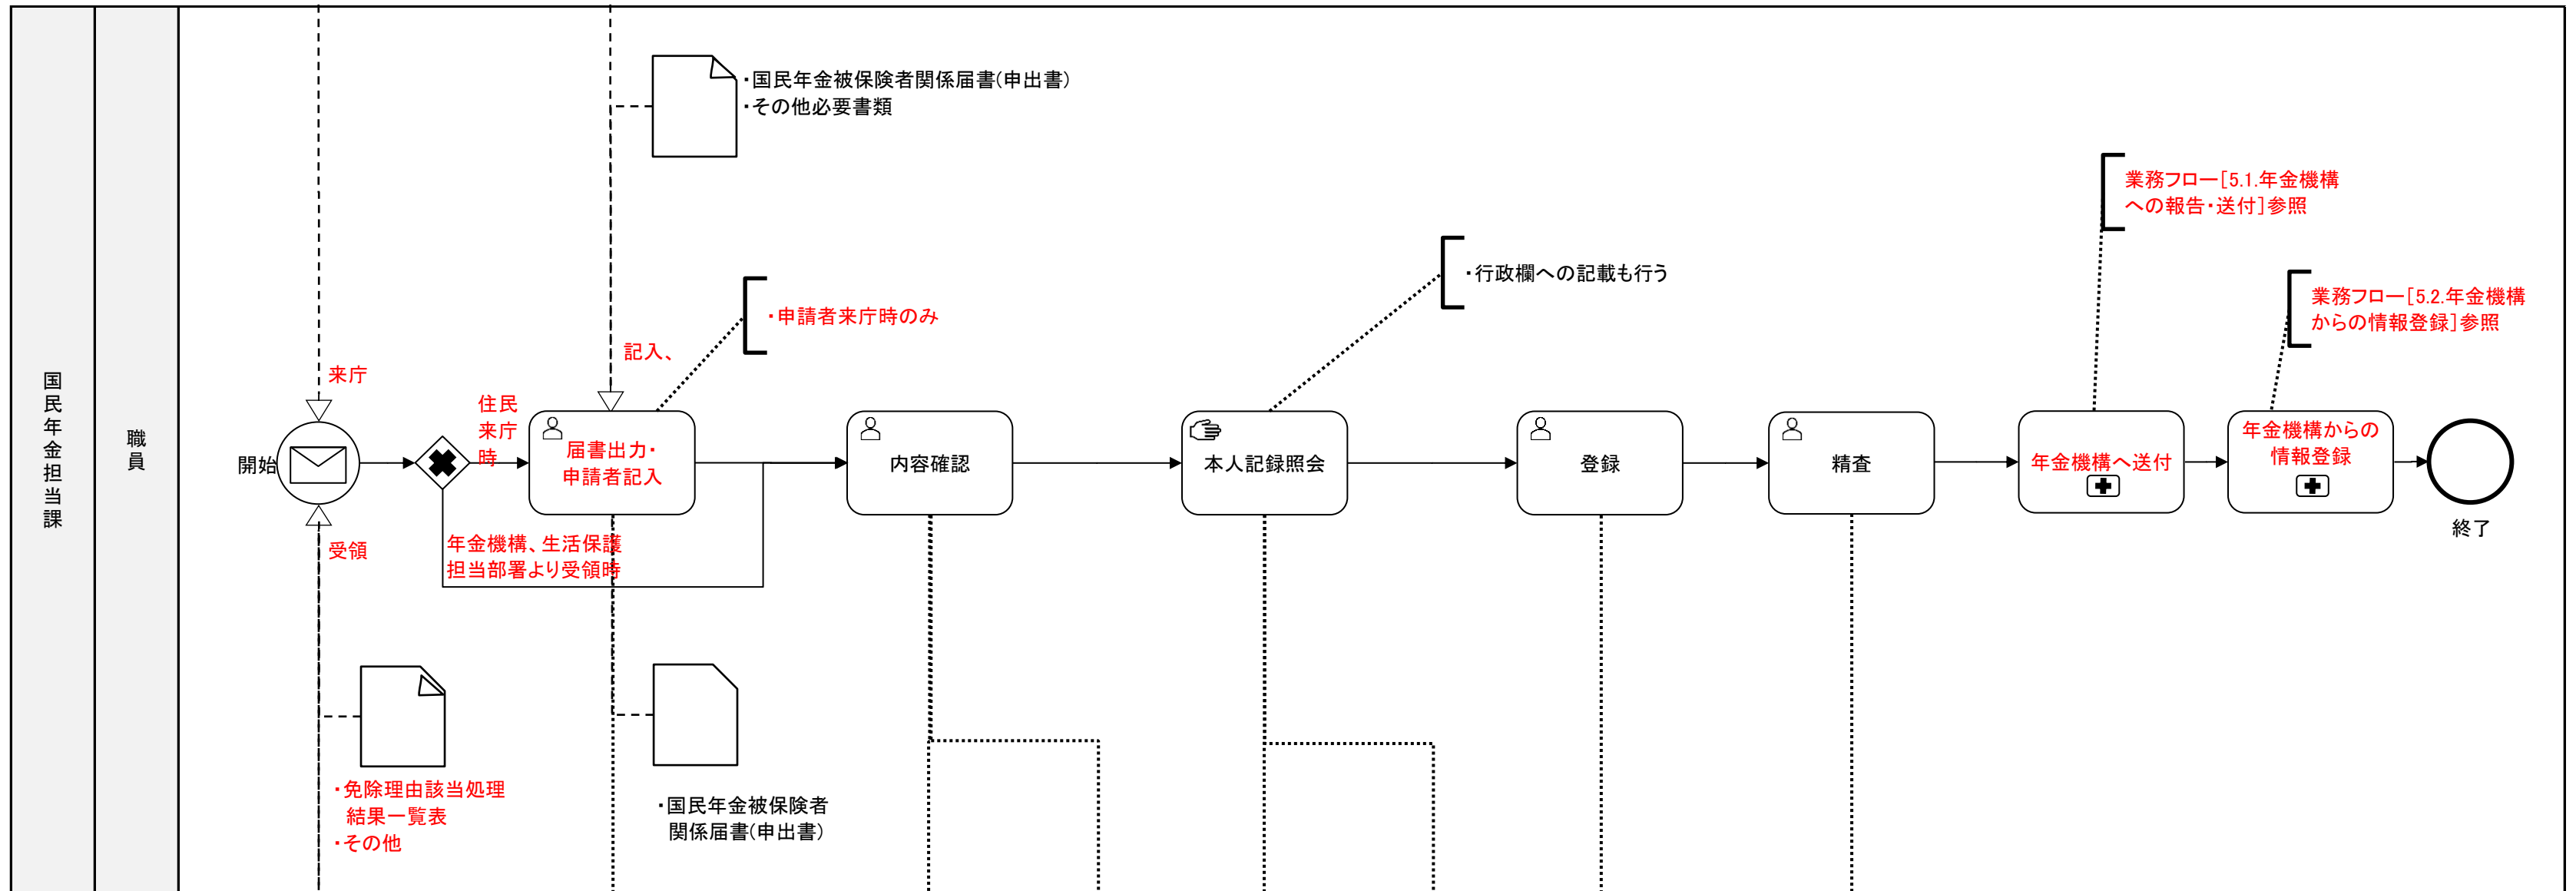 国民年金担当課
職員
・国民年金被保険者関係届書(申出書)
・その他必要書類
業務フロー[5.1.年金機構
への報告・送付]参照
・行政欄への記載も行う
業務フロー[5.2.年金機構
からの情報登録]参照
・申請者来庁時のみ
記入、
来庁
住民
来庁
時
開始
届書出力・
申請者記入
内容確認
本人記録照会
登録
精査
年金機構へ送付
年金機構からの
情報登録
終了
受領
年金機構、生活保護
担当部署より受領時
・免除理由該当処理
結果一覧表
・その他
・国民年金被保険者
関係届書(申出書)